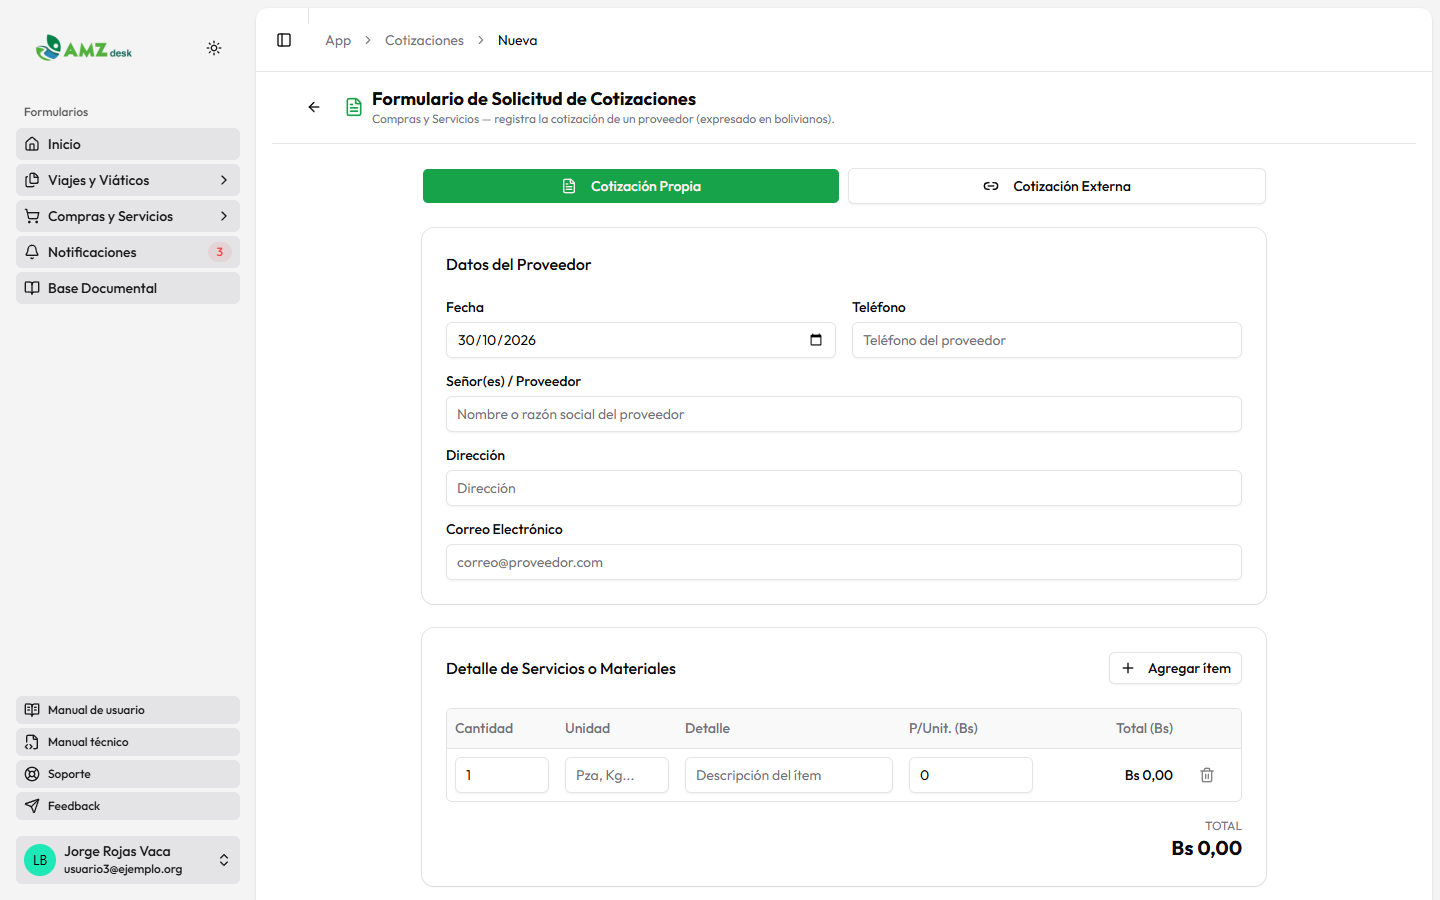 AMZ desk
App > Cotizaciones > Nueva
Formulario de Solicitud de Cotizaciones
Compras y Servicios — registra la cotización de un proveedor (expresado en bolivianos).
Formularios
Inicio
Viajes y Viáticos
Compras y Servicios
Notificaciones 3
Base Documental
Manual de usuario
Manual técnico
Soporte
Feedback
LB
Jorge Rojas Vaca
usuario3@ejemplo.org
Cotización Propia
Cotización Externa
Datos del Proveedor
Fecha Teléfono
30/10/2026 Teléfono del proveedor
Señor(es) / Proveedor
Nombre o razón social del proveedor
Dirección
Dirección
Correo Electrónico
correo@proveedor.com
Detalle de Servicios o Materiales
Agregar ítem
Cantidad Unidad Detalle P/Unit. (Bs) Total (Bs)
1 Pza, Kg... Descripción del ítem 0 Bs 0,00
TOTAL
Bs 0,00